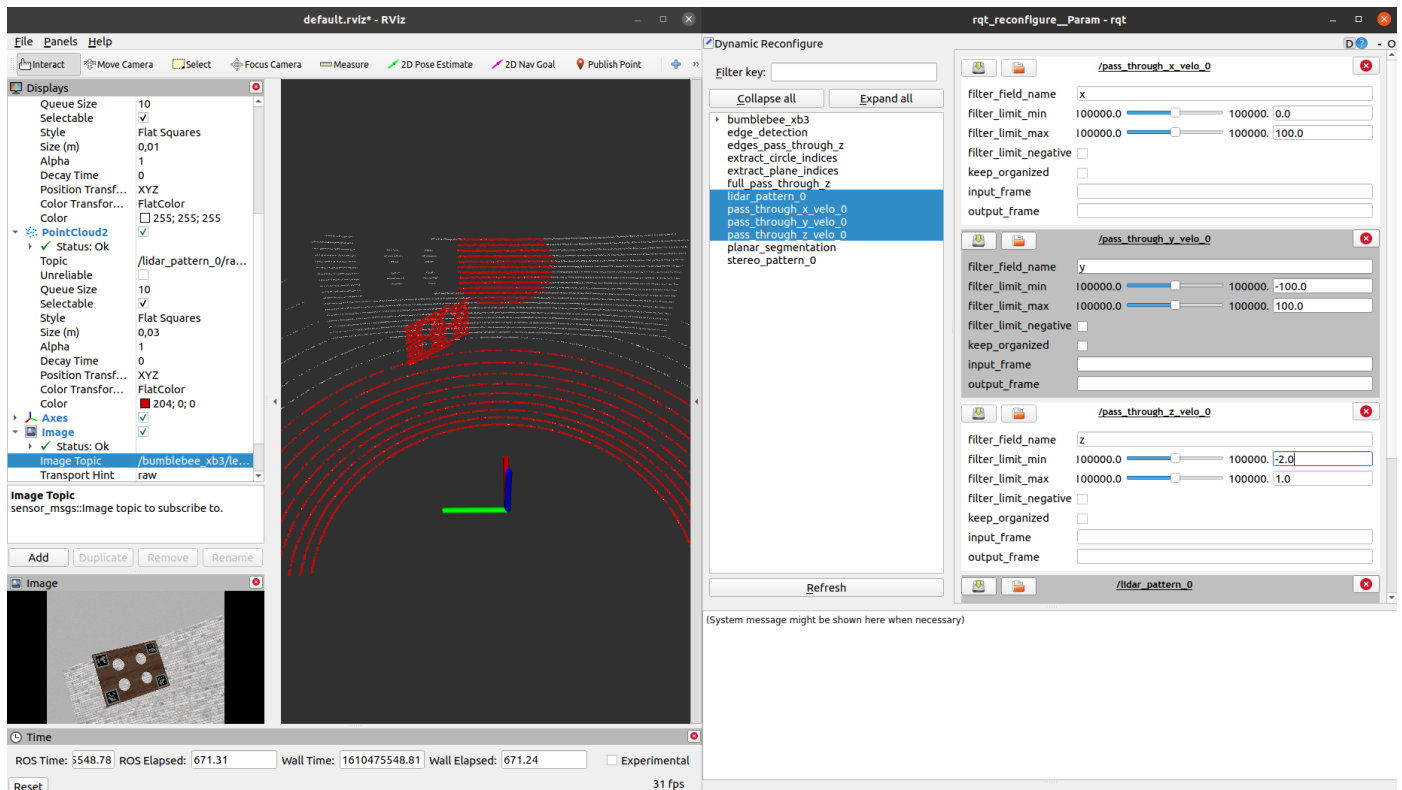 default.rviz* - RViz
File Panels Help
Interact Move Camera Select Focus Camera Measure 2D Pose Estimate 2D Nav Goal Publish Point »
Displays
Queue Size 10
Selectable
Style Flat Squares
Size (m) 0,01
Alpha 1
Decay Time 0
Position Transf... XYZ
Color Transfor... FlatColor
Color 255; 255; 255
PointCloud2
Status: Ok
Topic /lidar_pattern_0/ra...
Unreliable
Queue Size 10
Selectable
Style Flat Squares
Size (m) 0,03
Alpha 1
Decay Time 0
Position Transf... XYZ
Color Transfor... FlatColor
Color 204; 0; 0
Axes
Image
Status: Ok
Image Topic /bumblebee_xb3/le...
Transport Hint raw
Image Topic
sensor_msgs::Image topic to subscribe to.
Add Duplicate Remove Rename
Image
Time
ROS Time: 5548.78 ROS Elapsed: 671.31 Wall Time: 1610475548.81 Wall Elapsed: 671.24 Experimental
Reset 31 fps
rqt_reconfigure__Param - rqt
Dynamic Reconfigure D ? - O
Filter key:
Collapse all Expand all
bumblebee_xb3
edge_detection
edges_pass_through_z
extract_circle_indices
extract_plane_indices
full_pass_through_z
lidar_pattern_0
pass_through_x_velo_0
pass_through_y_velo_0
pass_through_z_velo_0
planar_segmentation
stereo_pattern_0
Refresh
/pass_through_x_velo_0
filter_field_name x
filter_limit_min 100000.0 100000. 0.0
filter_limit_max 100000.0 100000. 100.0
filter_limit_negative
keep_organized
input_frame
output_frame
/pass_through_y_velo_0
filter_field_name y
filter_limit_min 100000.0 100000. -100.0
filter_limit_max 100000.0 100000. 100.0
filter_limit_negative
keep_organized
input_frame
output_frame
/pass_through_z_velo_0
filter_field_name z
filter_limit_min 100000.0 100000. -2.0
filter_limit_max 100000.0 100000. 1.0
filter_limit_negative
keep_organized
input_frame
output_frame
/lidar_pattern_0
(System message might be shown here when necessary)